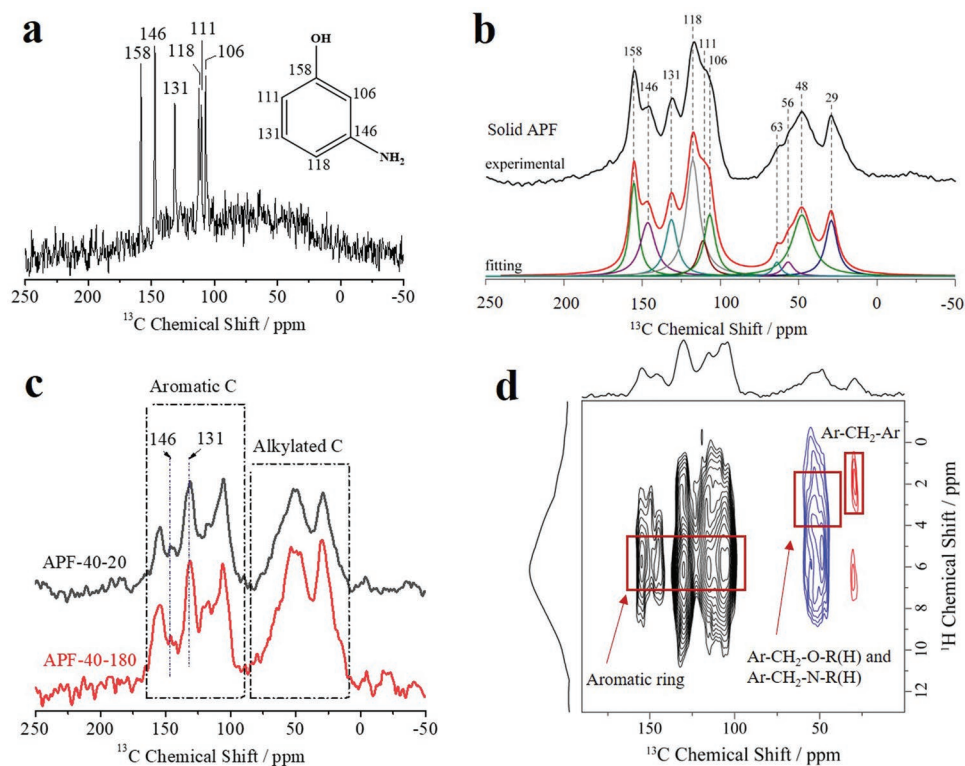 a
OH
158
146
131
118
111
106
158
111
106
131
146
118
NH₂
250 200 150 100 50 0 -50
¹³C Chemical Shift / ppm
b
118
158
146
131
111
106
63
56
48
29
Solid APF
experimental
fitting
250 200 150 100 50 0 -50
¹³C Chemical Shift / ppm
c
Aromatic C
146
131
Alkylated C
APF-40-20
APF-40-180
250 200 150 100 50 0 -50
¹³C Chemical Shift / ppm
d
Ar-CH₂-Ar
Aromatic ring
Ar-CH₂-O-R(H) and
Ar-CH₂-N-R(H)
0
2
4
6
8
10
12
¹H Chemical Shift / ppm
150 100 50 0
¹³C Chemical Shift / ppm